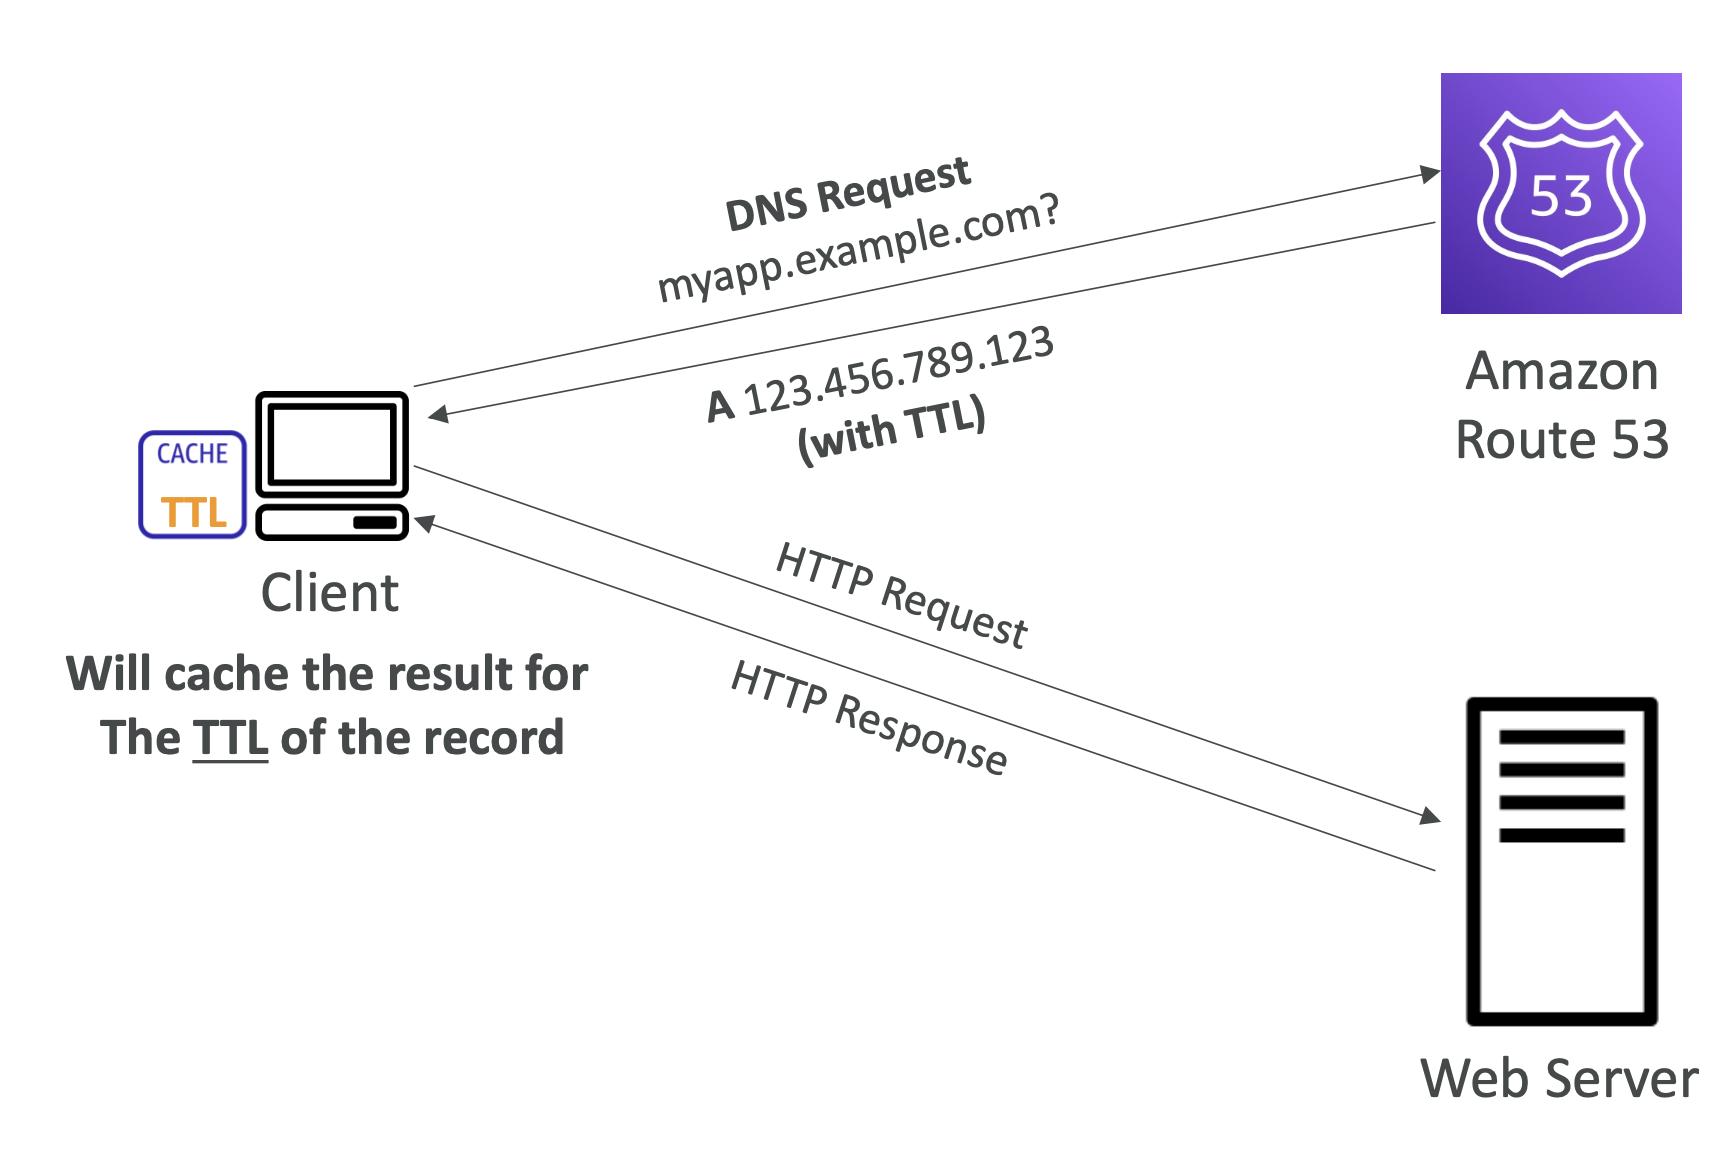 DNS Request
myapp.example.com?
53
A 123.456.789.123
(with TTL)
Amazon
Route 53
CACHE
TTL
Client
Will cache the result for
The TTL of the record
HTTP Request
HTTP Response
Web Server